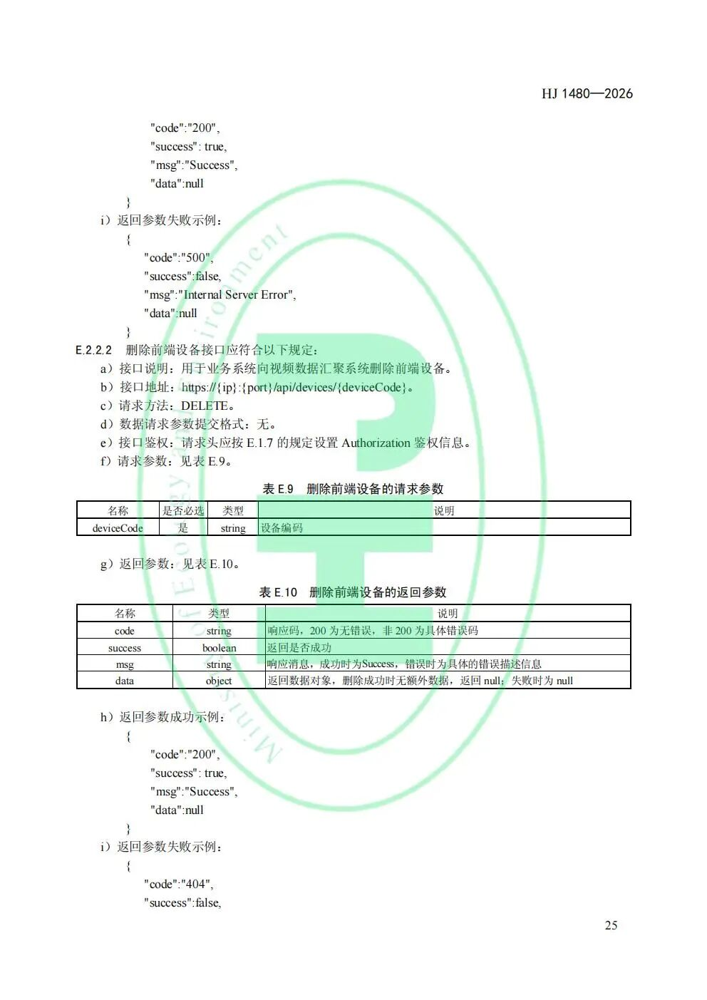 HJ 1480—2026
"code":"200",
"success": true,
"msg":"Success",
"data":null
}
i）返回参数失败示例：
{
"code":"500",
"success":false,
"msg":"Internal Server Error",
"data":null
}
E.2.2.2 删除前端设备接口应符合以下规定：
a）接口说明：用于业务系统向视频数据汇聚系统删除前端设备。
b）接口地址：https://{ip}:{port}/api/devices/{deviceCode}。
c）请求方法：DELETE。
d）数据请求参数提交格式：无。
e）接口鉴权：请求头应按 E.1.7 的规定设置 Authorization 鉴权信息。
f）请求参数：见表 E.9。
表 E.9 删除前端设备的请求参数
名称 是否必选 类型 说明
deviceCode 是 string 设备编码
g）返回参数：见表 E.10。
表 E.10 删除前端设备的返回参数
名称 类型 说明
code string 响应码，200 为无错误，非 200 为具体错误码
success boolean 返回是否成功
msg string 响应消息，成功时为Success，错误时为具体的错误描述信息
data object 返回数据对象，删除成功时无额外数据，返回 null；失败时为 null
h）返回参数成功示例：
{
"code":"200",
"success": true,
"msg":"Success",
"data":null
}
i）返回参数失败示例：
{
"code":"404",
"success":false,
25
Ministry of Ecology and Environment